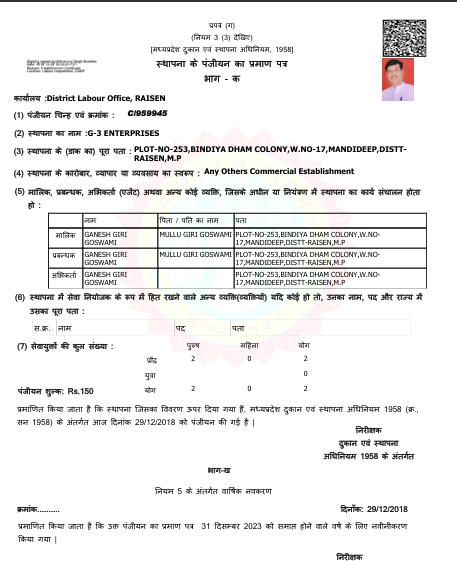 प्रपत्र (ग)
(नियम 3 (3) देखिए)
[मध्यप्रदेश दुकान एवं स्थापना अधिनियम, 1958]
स्थापना के पंजीयन का प्रमाण पत्र
भाग - क
कार्यालय :District Labour Office, RAISEN
(1) पंजीयन चिन्ह एवं क्रमांक : C/959945
(2) स्थापना का नाम :G-3 ENTERPRISES
(3) स्थापना के (डाक का) पूरा पता : PLOT-NO-253,BINDIYA DHAM COLONY,W.NO-17,MANDIDEEP,DISTT-
RAISEN,M.P
(4) स्थापना के कारोबार, व्यापार या व्यवसाय का स्वरूप : Any Others Commercial Establishment
(5) मालिक, प्रबन्धक, अभिकर्ता (एजेंट) अथवा अन्य कोई व्यक्ति, जिसके अधीन या नियंत्रण में स्थापना का कार्य संचालन होता
हो :
नाम पिता / पति का नाम पता
मालिक GANESH GIRI GOSWAMI MULLU GIRI GOSWAMI PLOT-NO-253,BINDIYA DHAM COLONY,W.NO-17,MANDIDEEP,DISTT-RAISEN,M.P
प्रबन्धक GANESH GIRI GOSWAMI MULLU GIRI GOSWAMI PLOT-NO-253,BINDIYA DHAM COLONY,W.NO-17,MANDIDEEP,DISTT-RAISEN,M.P
अभिकर्ता GANESH GIRI GOSWAMI PLOT-NO-253,BINDIYA DHAM COLONY,W.NO-17,MANDIDEEP,DISTT-RAISEN,M.P
(6) स्थापना में सेवा नियोजक के रूप में हित रखने वाले अन्य व्यक्ति(व्यक्तियों) यदि कोई हो तो, उनका नाम, पद और राज्य में
उसका पूरा पता :
स.क्र. नाम पद पता
(7) सेवायुक्तों की कुल संख्या : पुरुष महिला योग
प्रौढ़ 2 0 2
युवा 0
पंजीयन शुल्क: Rs.150 योग 2 0 2
प्रमाणित किया जाता है कि स्थापना जिसका विवरण ऊपर दिया गया हैं, मध्यप्रदेश दुकान एवं स्थापना अधिनियम 1958 (क्र.,
सन 1958) के अंतर्गत आज दिनांक 29/12/2018 को पंजीयन की गई है |
निरीक्षक
दुकान एवं स्थापना
अधिनियम 1958 के अंतर्गत
भाग-ख
नियम 5 के अंतर्गत वार्षिक नवकरण
क्रमांक.......... दिनाँक: 29/12/2018
प्रमाणित किया जाता है कि उक्त पंजीयन का प्रमाण पत्र 31 दिसम्बर 2023 को समाप्त होने वाले वर्ष के लिए नवीनीकरण
किया गया |
निरीक्षक